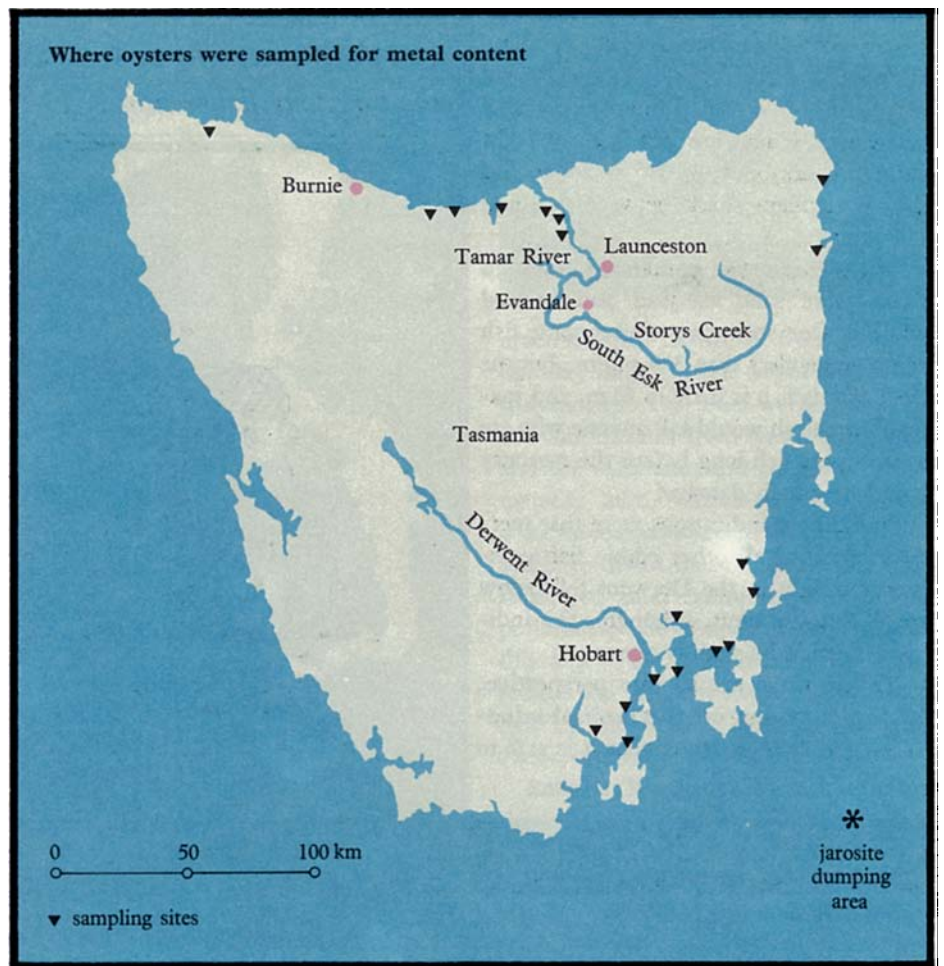 Where oysters were sampled for metal content
Burnie
Tamar River
Launceston
Evandale
Storys Creek
South Esk River
Tasmania
Derwent River
Hobart
0 50 100 km
jarosite
dumping
area
sampling sites